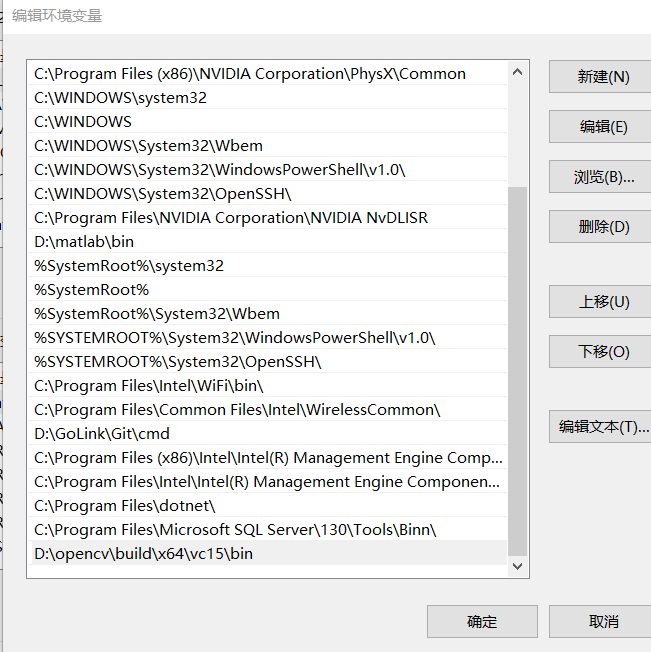 编辑环境变量
C:\Program Files (x86)\NVIDIA Corporation\PhysX\Common
C:\WINDOWS\system32
C:\WINDOWS
C:\WINDOWS\System32\Wbem
C:\WINDOWS\System32\WindowsPowerShell\v1.0\
C:\WINDOWS\System32\OpenSSH\
C:\Program Files\NVIDIA Corporation\NVIDIA NvDLISR
D:\matlab\bin
%SystemRoot%\system32
%SystemRoot%
%SystemRoot%\System32\Wbem
%SYSTEMROOT%\System32\WindowsPowerShell\v1.0\
%SYSTEMROOT%\System32\OpenSSH\
C:\Program Files\Intel\WiFi\bin\
C:\Program Files\Common Files\Intel\WirelessCommon\
D:\GoLink\Git\cmd
C:\Program Files (x86)\Intel\Intel(R) Management Engine Comp...
C:\Program Files\Intel\Intel(R) Management Engine Componen...
C:\Program Files\dotnet\
C:\Program Files\Microsoft SQL Server\130\Tools\Binn\
D:\opencv\build\x64\vc15\bin
新建(N)
编辑(E)
浏览(B)...
删除(D)
上移(U)
下移(O)
编辑文本(T)...
确定
取消